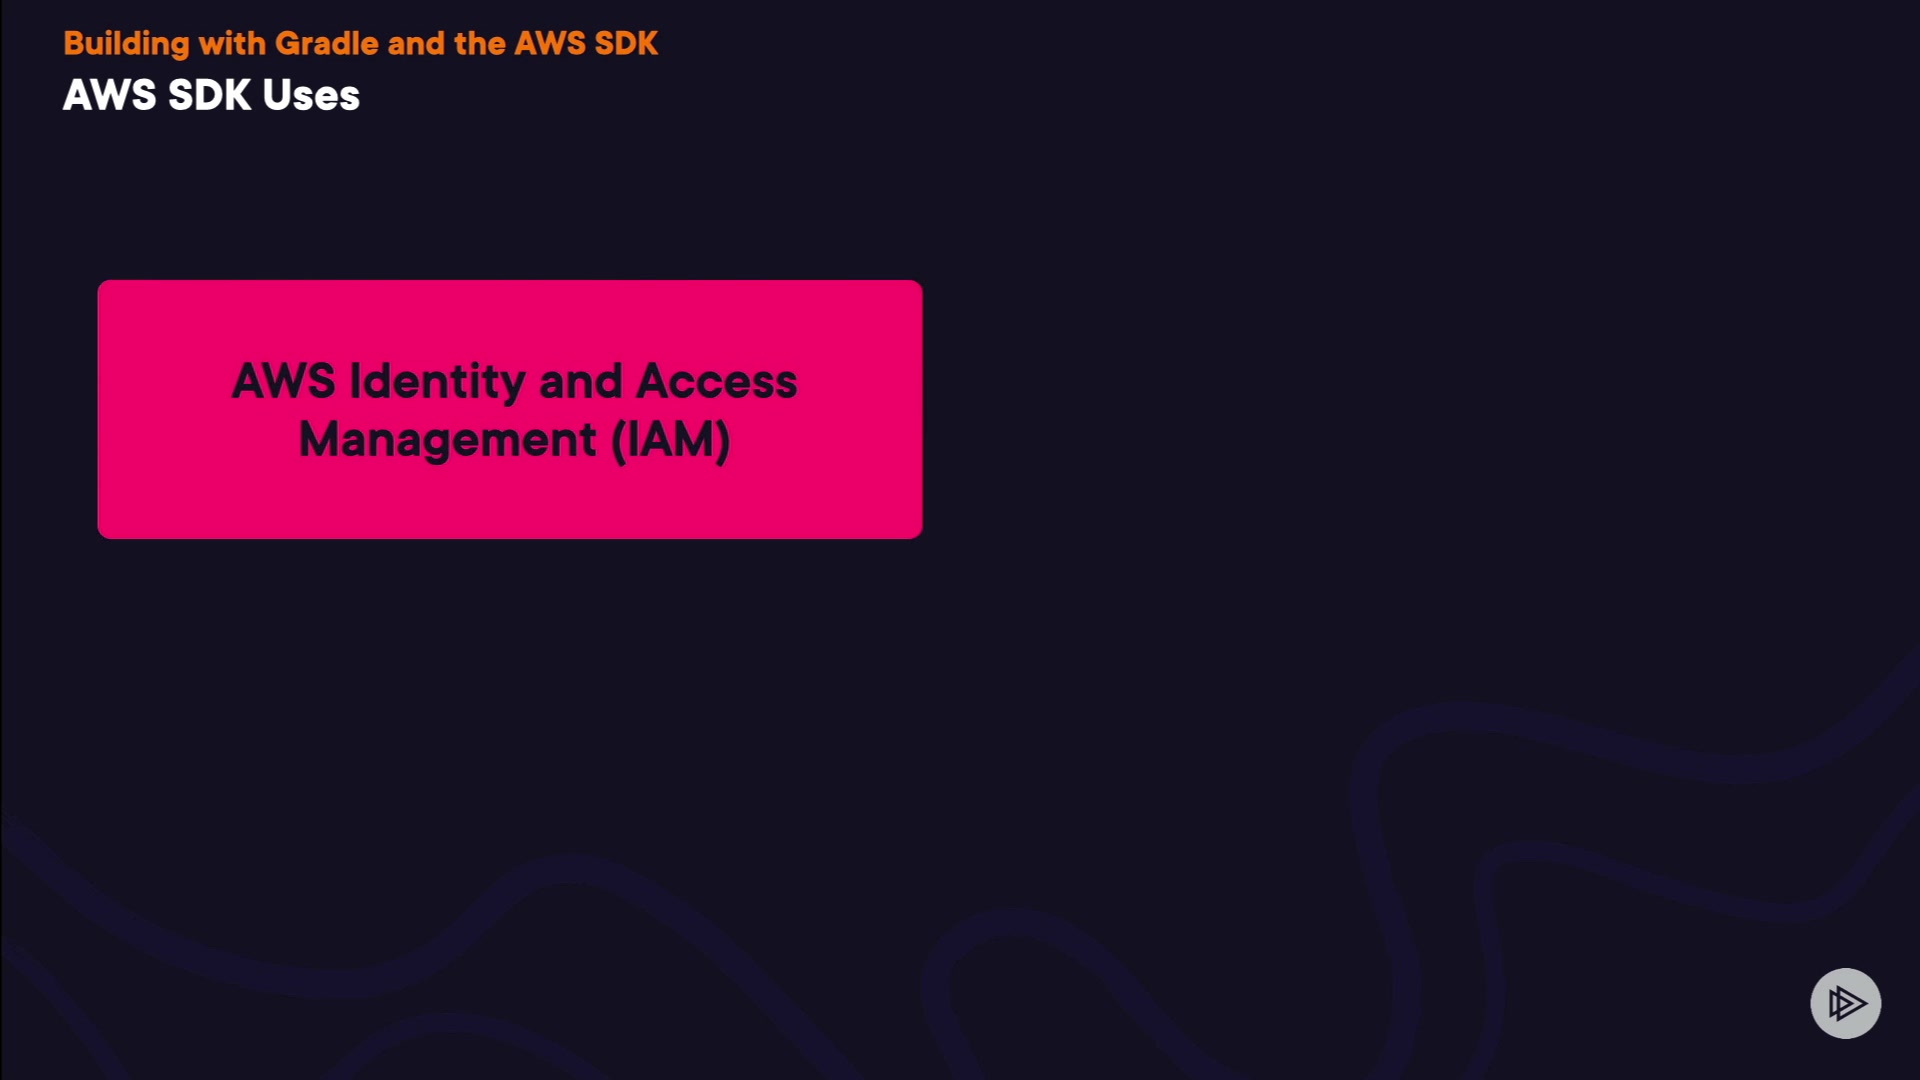 Building with Gradle and the AWS SDK
AWS SDK Uses
AWS Identity and Access
Management (IAM)